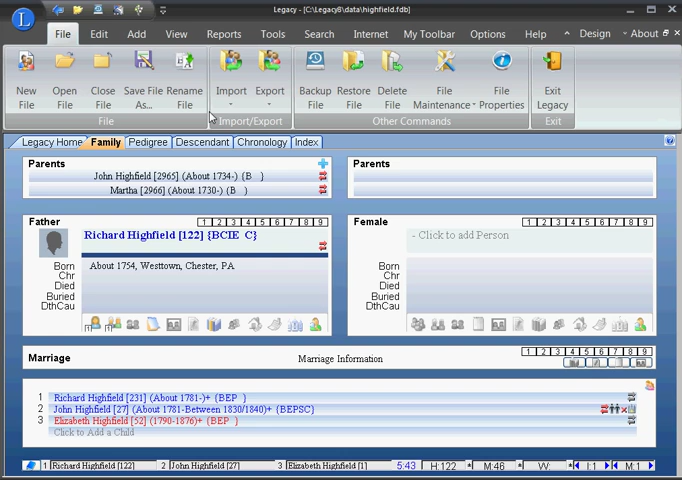 Legacy - [C:\Legacy8\data\highfield.fdb]
L
File Edit Add View Reports Tools Search Internet My Toolbar Options Help Design About
New File
Open File
Close File
Save File As...
Rename File
Import
Export
Backup File
Restore File
Delete File
File Maintenance
File Properties
Exit Legacy
File Import/Export Other Commands Exit
Legacy Home Family Pedigree Descendant Chronology Index
Parents
John Highfield [2965] (About 1734-) {B }
Martha [2966] (About 1730-) {B }
Parents
Father 1 2 3 4 5 6 7 8 9
Richard Highfield [122] {BCIE C}
Born About 1754, Westtown, Chester, PA
Chr
Died
Buried
DthCau
Female 1 2 3 4 5 6 7 8 9
- Click to add Person
Born
Chr
Died
Buried
DthCau
Marriage Marriage Information 1 2 3 4 5 6 7 8 9
1 Richard Highfield [231] (About 1781-)+ {BEP }
2 John Highfield [27] (About 1781-Between 1830/1840)+ {BEPSC}
3 Elizabeth Highfield [52] (1790-1876)+ {BEP }
Click to Add a Child
1 Richard Highfield [122] 2 John Highfield [27] 3 Elizabeth Highfield [1] 5:43 H:122 * M:46 * W: * I:1 M:1